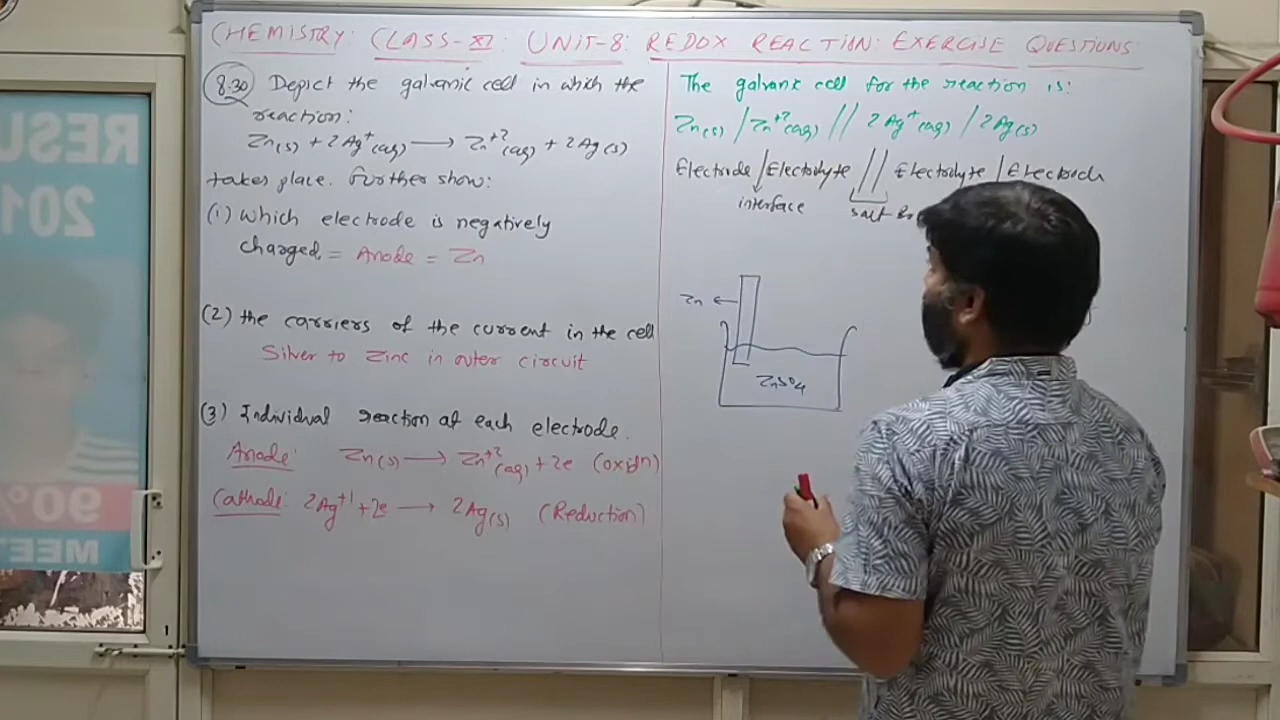 CHEMISTRY: CLASS-XI: UNIT-8: REDOX REACTION: EXERCISE QUESTIONS
8.30 Depict the galvanic cell in which the
reaction:
Zn(s) + 2Ag⁺(aq) → Zn⁺²(aq) + 2Ag(s)
takes place. Further show:
(1) Which electrode is negatively
charged = Anode = Zn
(2) the carriers of the current in the cell
Silver to Zinc in outer circuit
(3) Individual reaction at each electrode.
Anode: Zn(s) → Zn⁺²(aq) + 2e (oxidn)
Cathode: 2Ag⁺¹ + 2e → 2Ag(s) (Reduction)
The galvanic cell for the reaction is:
Zn(s) / Zn⁺²(aq) // 2Ag⁺(aq) / 2Ag(s)
Electrode / Electrolyte // Electrolyte / Electrode
interface salt
Zn
ZnSO₄
RESU
201
90%
MEE